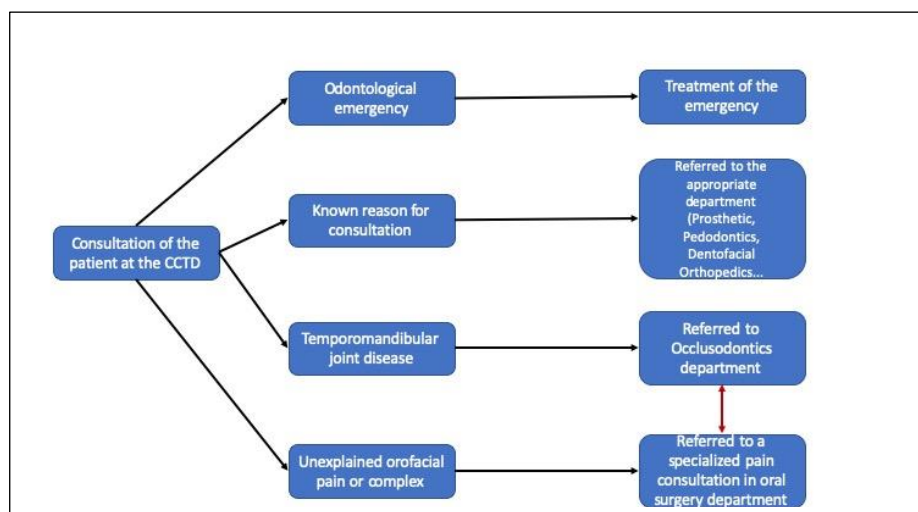 Odontological
emergency
Treatment of the
emergency
Referred to the
appropriate
department
(Prosthetic,
Pedodontics,
Dentofacial
Orthopedics...
Known reason for
consultation
Consultation of the
patient at the CCTD
Temporomandibular
joint disease
Referred to
Occlusodontics
department
Unexplained orofacial
pain or complex
Referred to a
specialized pain
consultation in oral
surgery department